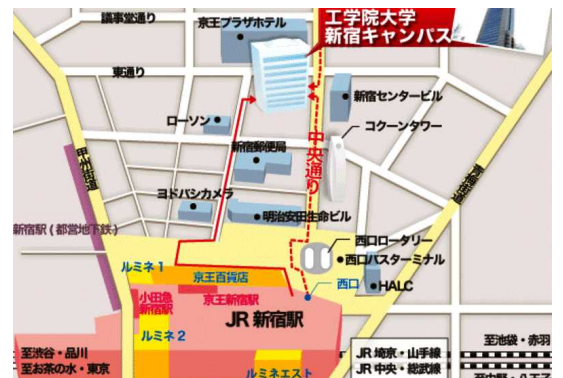 工学院大学
新宿キャンパス
議事堂通り
京王プラザホテル
東通り
新宿センタービル
ローソン
コクーンタワー
中央通り
新宿郵便局
甲州街道
青梅街道
ヨドバシカメラ
明治安田生命ビル
新宿駅(都営地下鉄)
西口ロータリー
ルミネ1
西口バスターミナル
京王百貨店
西口
HALC
小田急
新宿駅
京王新宿駅
JR 新宿駅
ルミネ2
至池袋・赤羽
至渋谷・品川
JR 埼京・山手線
至お茶の水・東京
JR 中央・総武線
ルミネエスト